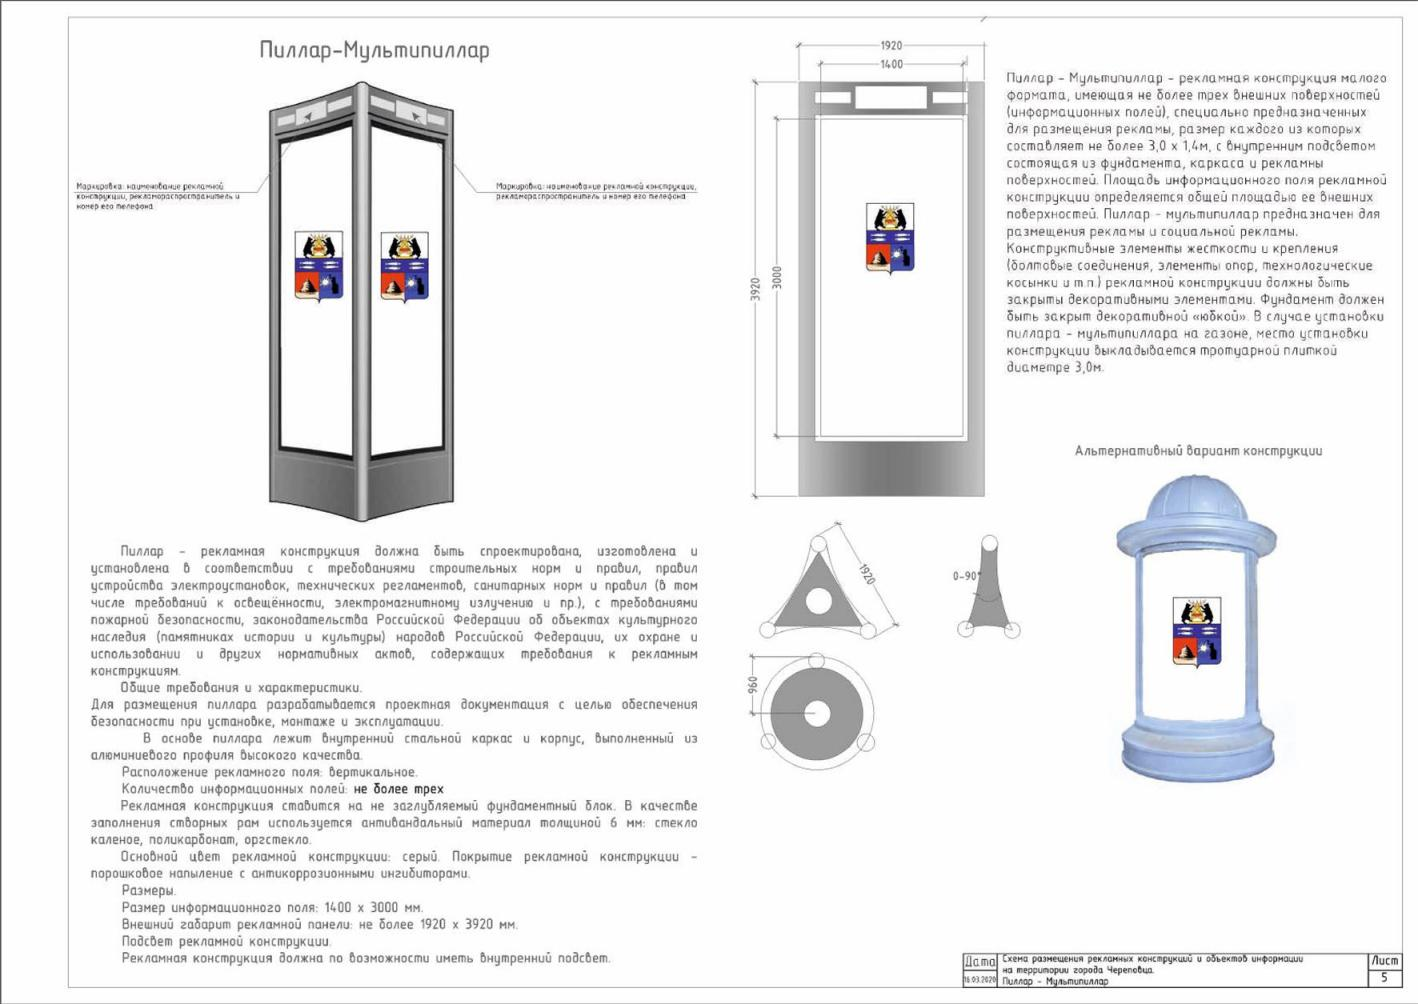 Пиллар-Мультипиллар
Маркировка: наименование рекламной
конструкции, рекламораспространитель и
номер его телефона
Маркировка: наименование рекламной конструкции,
рекламораспространитель и номер его телефона
1920
1400
3920
3000
Пиллар - Мультипиллар - рекламная конструкция малого
формата, имеющая не более трех внешних поверхностей
(информационных полей), специально предназначенных
для размещения рекламы, размер каждого из которых
составляет не более 3,0 х 1,4м, с внутренним подсветом
состоящая из фундамента, каркаса и рекламны
поверхностей. Площадь информационного поля рекламной
конструкции определяется общей площадью ее внешних
поверхностей. Пиллар - мультипиллар предназначен для
размещения рекламы и социальной рекламы.
Конструктивные элементы жесткости и крепления
(болтовые соединения, элементы опор, технологические
косынки и т.п.) рекламной конструкции должны быть
закрыты декоративными элементами. Фундамент должен
быть закрыт декоративной «юбкой». В случае установки
пиллара - мультипиллара на газоне, место установки
конструкции выкладывается тротуарной плиткой
диаметре 3,0м.
Альтернативный вариант конструкции
1920
0-90°
960
Пиллар - рекламная конструкция должна быть спроектирована, изготовлена и
установлена в соответствии с требованиями строительных норм и правил, правил
устройства электроустановок, технических регламентов, санитарных норм и правил (в том
числе требований к освещённости, электромагнитному излучению и пр.), с требованиями
пожарной безопасности, законодательства Российской Федерации об объектах культурного
наследия (памятниках истории и культуры) народов Российской Федерации, их охране и
использовании и других нормативных актов, содержащих требования к рекламным
конструкциям.
Общие требования и характеристики.
Для размещения пиллара разрабатывается проектная документация с целью обеспечения
безопасности при установке, монтаже и эксплуатации.
В основе пиллара лежит внутренний стальной каркас и корпус, выполненный из
алюминиевого профиля высокого качества.
Расположение рекламного поля: вертикальное.
Количество информационных полей: не более трех
Рекламная конструкция ставится на не заглубляемый фундаментный блок. В качестве
заполнения створных рам используется антивандальный материал толщиной 6 мм: стекло
каленое, поликарбонат, оргстекло.
Основной цвет рекламной конструкции: серый. Покрытие рекламной конструкции -
порошковое напыление с антикоррозионными ингибиторами.
Размеры.
Размер информационного поля: 1400 х 3000 мм.
Внешний габарит рекламной панели: не более 1920 х 3920 мм.
Подсвет рекламной конструкции.
Рекламная конструкция должна по возможности иметь внутренний подсвет.
Дата
16.03.2020
Схема размещения рекламных конструкций и объектов информации
на территории города Череповца.
Пиллар - Мультипиллар
Лист
5